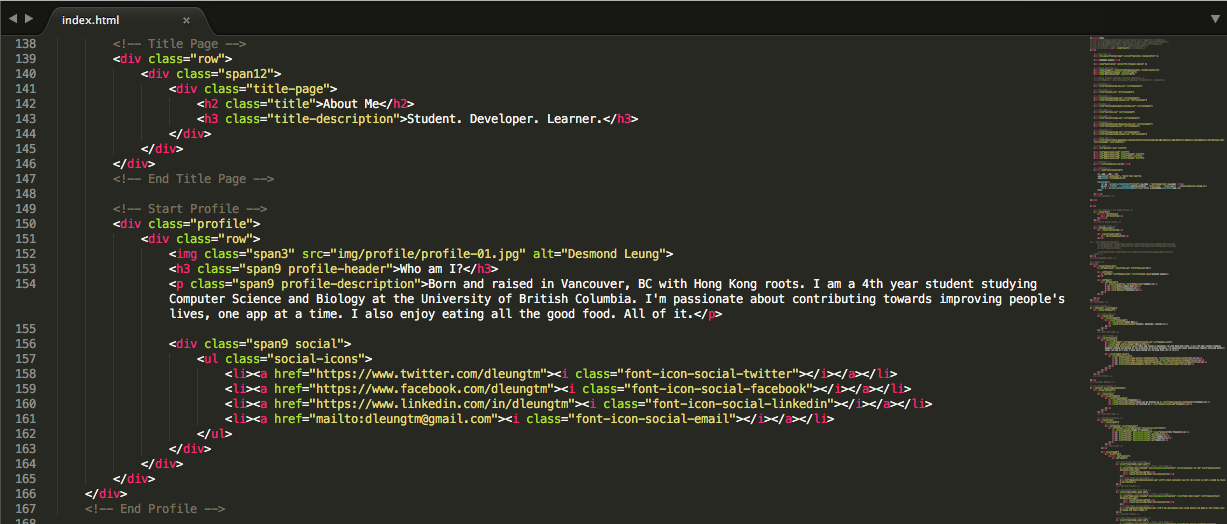 index.html ×
138 <!-- Title Page -->
139 <div class="row">
140 <div class="span12">
141 <div class="title-page">
142 <h2 class="title">About Me</h2>
143 <h3 class="title-description">Student. Developer. Learner.</h3>
144 </div>
145 </div>
146 </div>
147 <!-- End Title Page -->
148
149 <!-- Start Profile -->
150 <div class="profile">
151 <div class="row">
152 <img class="span3" src="img/profile/profile-01.jpg" alt="Desmond Leung">
153 <h3 class="span9 profile-header">Who am I?</h3>
154 <p class="span9 profile-description">Born and raised in Vancouver, BC with Hong Kong roots. I am a 4th year student studying
Computer Science and Biology at the University of British Columbia. I'm passionate about contributing towards improving people's
lives, one app at a time. I also enjoy eating all the good food. All of it.</p>
155
156 <div class="span9 social">
157 <ul class="social-icons">
158 <li><a href="https://www.twitter.com/dleungtm"><i class="font-icon-social-twitter"></i></a></li>
159 <li><a href="https://www.facebook.com/dleungtm"><i class="font-icon-social-facebook"></i></a></li>
160 <li><a href="https://www.linkedin.com/in/dleungtm"><i class="font-icon-social-linkedin"></i></a></li>
161 <li><a href="mailto:dleungtm@gmail.com"><i class="font-icon-social-email"></i></a></li>
162 </ul>
163 </div>
164 </div>
165 </div>
166 </div>
167 <!-- End Profile -->
168